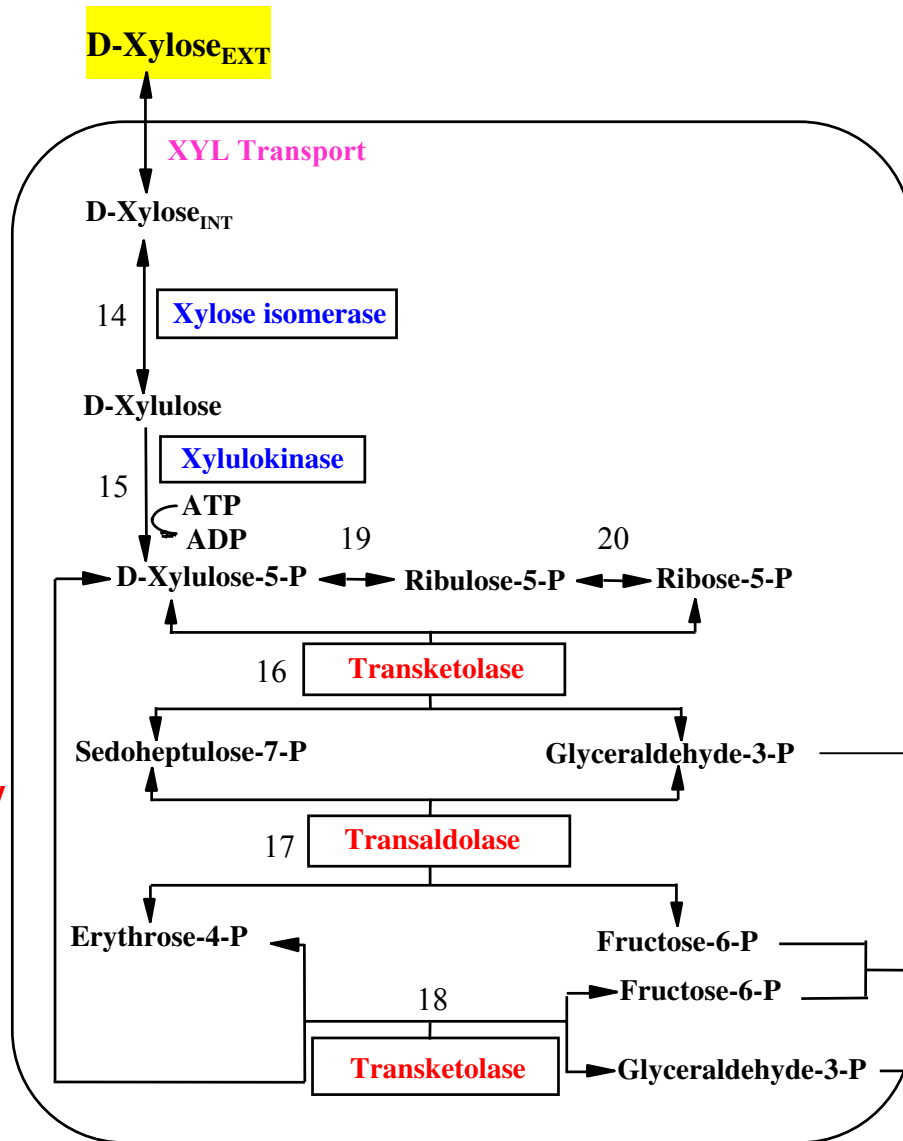 D-XyloseEXT
XYL Transport
D-XyloseINT
14 Xylose isomerase
D-Xylulose
Xylulokinase
15
ATP
ADP 19 20
D-Xylulose-5-P Ribulose-5-P Ribose-5-P
16 Transketolase
Sedoheptulose-7-P Glyceraldehyde-3-P
17 Transaldolase
Erythrose-4-P Fructose-6-P
Fructose-6-P
18
Transketolase Glyceraldehyde-3-P